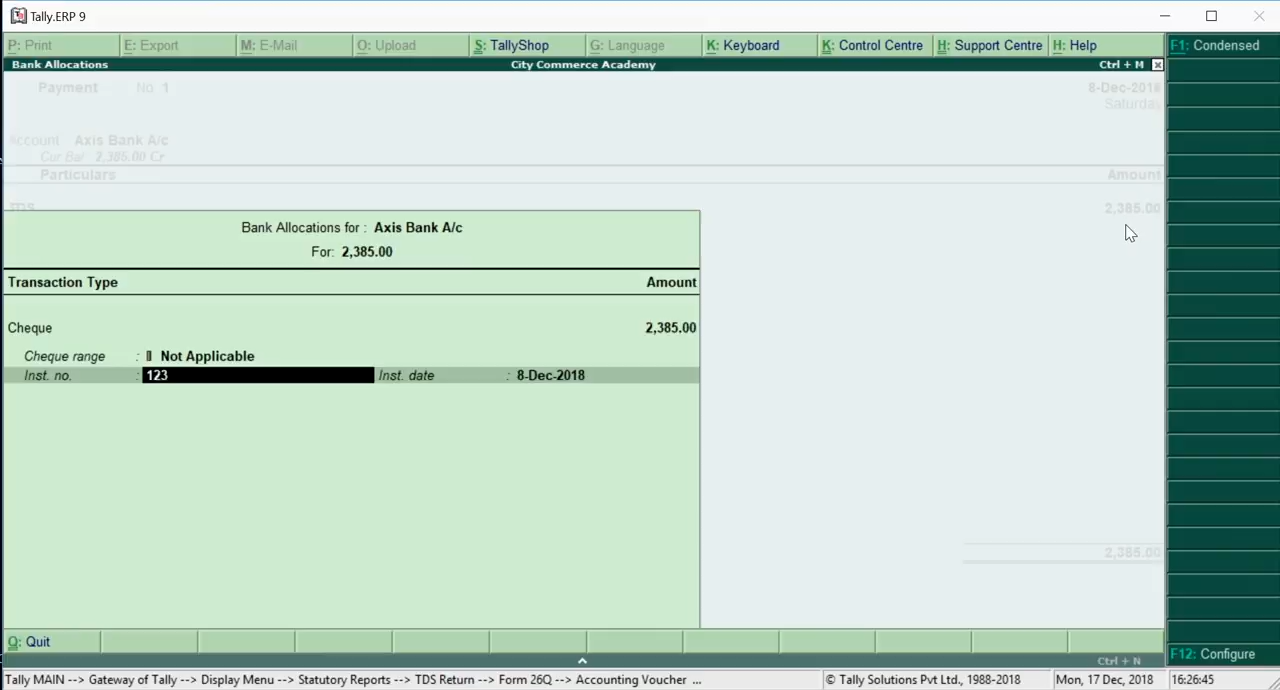 Tally.ERP 9
P: Print E: Export M: E-Mail O: Upload S: TallyShop G: Language K: Keyboard K: Control Centre H: Support Centre H: Help F1: Condensed
Bank Allocations City Commerce Academy Ctrl + M
Payment No. 1 8-Dec-2018
Saturday
Account Axis Bank A/c
Cur Bal 2,385.00 Cr
Particulars Amount
TDS 2,385.00
Bank Allocations for : Axis Bank A/c
For: 2,385.00
Transaction Type Amount
Cheque 2,385.00
Cheque range : Not Applicable
Inst. no. : 123 Inst. date : 8-Dec-2018
2,385.00
Q: Quit
Ctrl + N
F12: Configure
Tally MAIN --> Gateway of Tally --> Display Menu --> Statutory Reports --> TDS Return --> Form 26Q --> Accounting Voucher ... © Tally Solutions Pvt Ltd., 1988-2018 Mon, 17 Dec, 2018 16:26:45